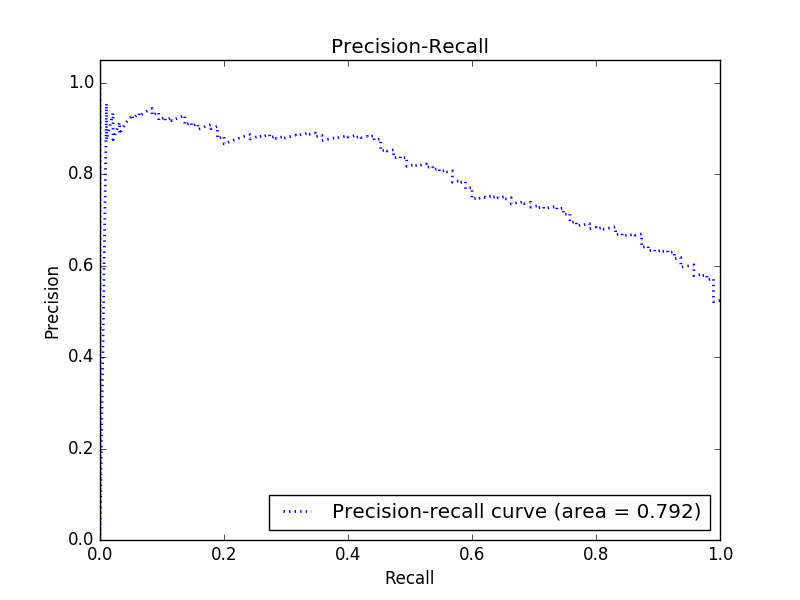 Precision-Recall
1.0
0.8
0.6
0.4
0.2
0.0
Precision
0.0 0.2 0.4 0.6 0.8 1.0
Recall
Precision-recall curve (area = 0.792)